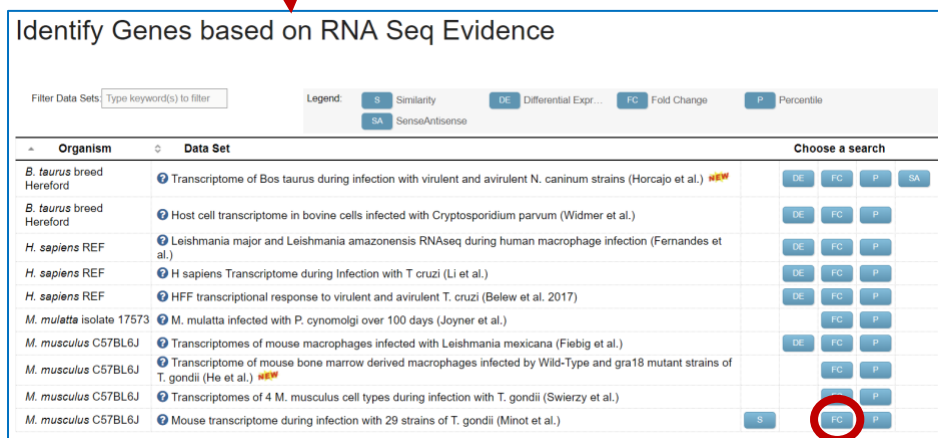 Identify Genes based on RNA Seq Evidence
Filter Data Sets: Type keyword(s) to filter
Legend: S Similarity DE Differential Expr... FC Fold Change P Percentile
SA SenseAntisense
Organism Data Set Choose a search
B. taurus breed
Hereford
Transcriptome of Bos taurus during infection with virulent and avirulent N. caninum strains (Horcajo et al.) NEW DE FC P SA
B. taurus breed
Hereford
Host cell transcriptome in bovine cells infected with Cryptosporidium parvum (Widmer et al.) DE FC P
H. sapiens REF
Leishmania major and Leishmania amazonensis RNAseq during human macrophage infection (Fernandes et
al.) DE FC P
H. sapiens REF H sapiens Transcriptome during Infection with T cruzi (Li et al.) DE FC P
H. sapiens REF HFF transcriptional response to virulent and avirulent T. cruzi (Belew et al. 2017) DE FC P
M. mulatta isolate 17573 M. mulatta infected with P. cynomolgi over 100 days (Joyner et al.) FC P
M. musculus C57BL6J Transcriptomes of mouse macrophages infected with Leishmania mexicana (Fiebig et al.) DE FC P
M. musculus C57BL6J
Transcriptome of mouse bone marrow derived macrophages infected by Wild-Type and gra18 mutant strains of
T. gondii (He et al.) NEW FC P
M. musculus C57BL6J Transcriptomes of 4 M. musculus cell types during infection with T. gondii (Swierzy et al.) FC P
M. musculus C57BL6J Mouse transcriptome during infection with 29 strains of T. gondii (Minot et al.) S FC P